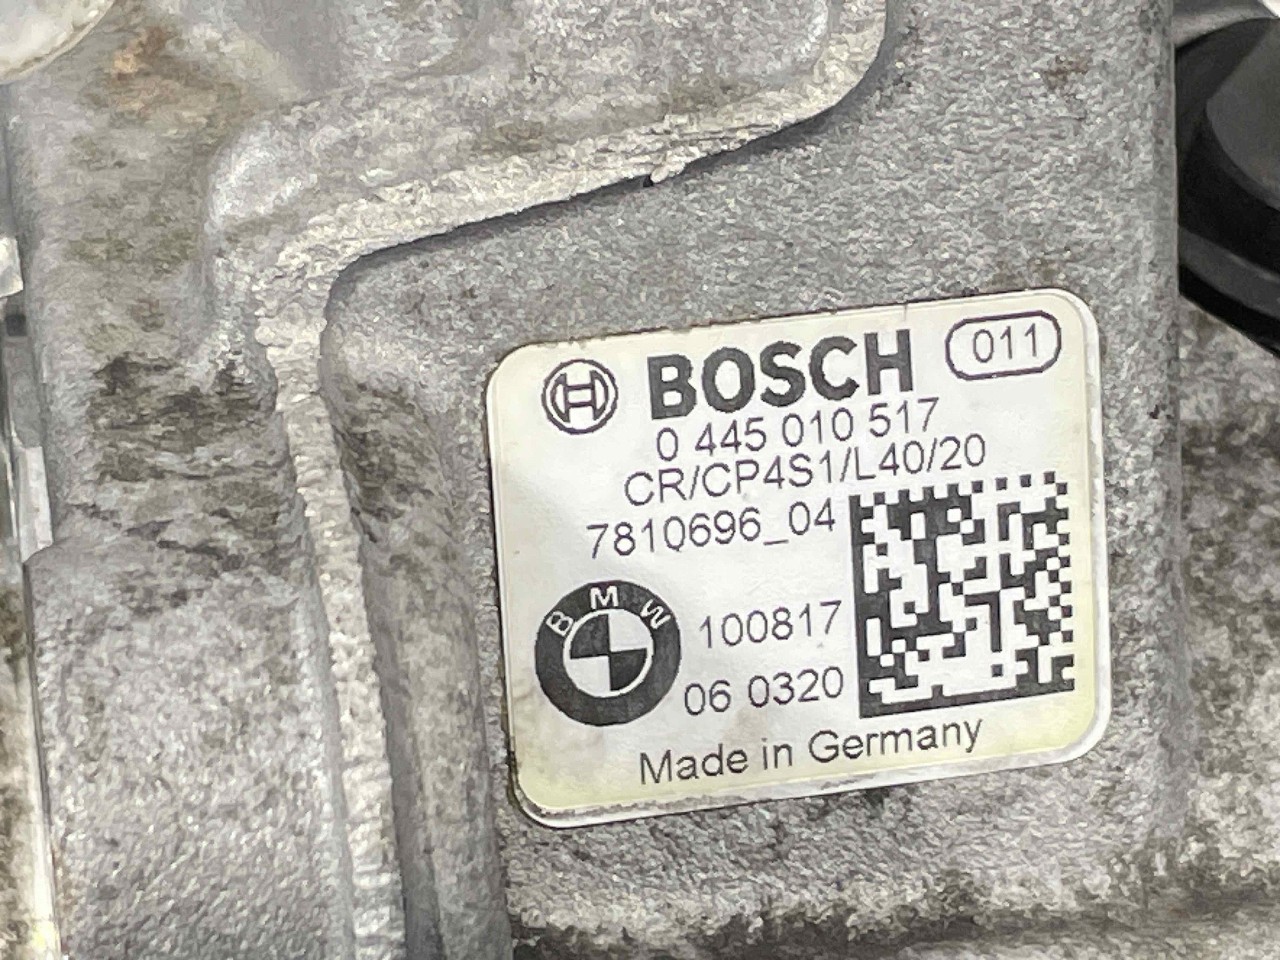 BOSCH 011
0 445 010 517
CR/CP4S1/L40/20
7810696_04
BMW
100817
06 0320
Made in Germany